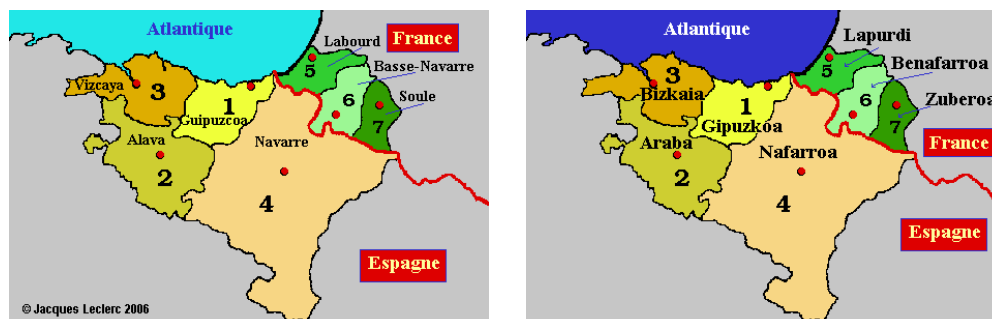 Atlantique
France
Labourd
5
Basse-Navarre
Vizcaya
3
1
Guipuzcoa
6
Soule
7
Alava
2
Navarre
4
Espagne
© Jacques Leclerc 2006
Atlantique
Lapurdi
5
Benafarroa
3
Bizkaia
1
Gipuzkoa
6
Zuberoa
7
Araba
2
Nafarroa
France
4
Espagne